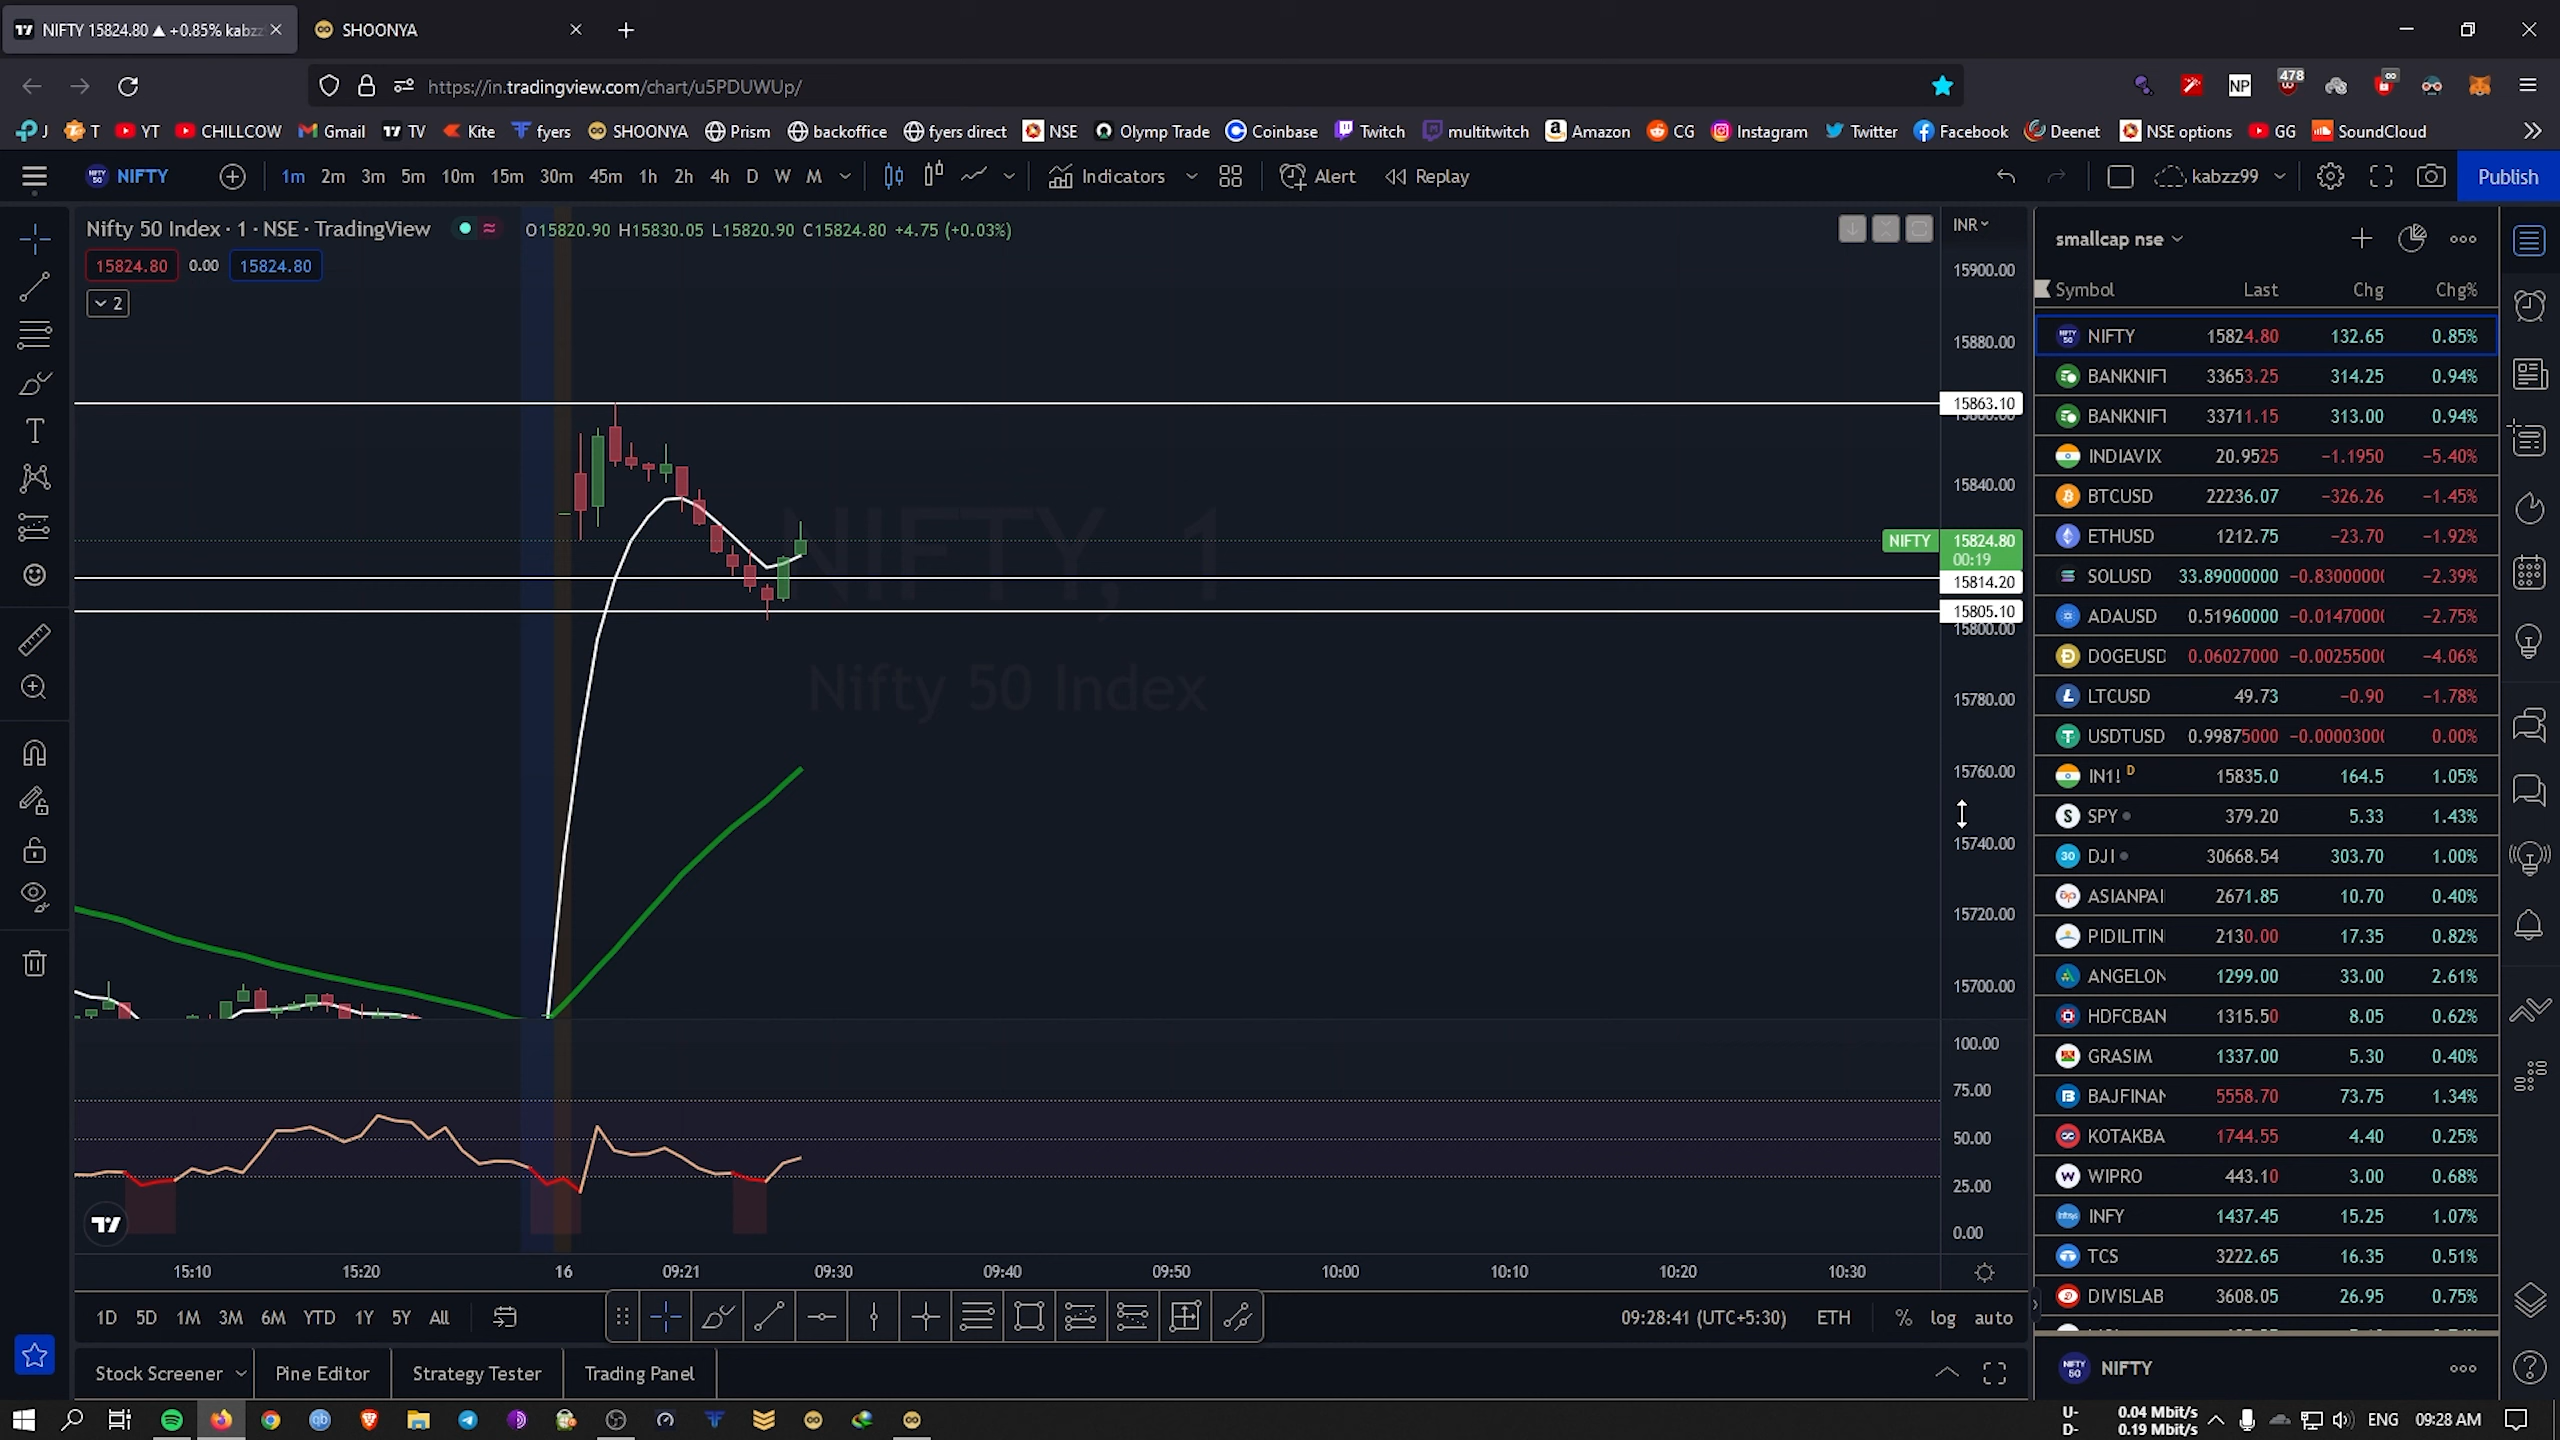 NIFTY 15824.80 ▲ +0.85% kabzz
SHOONYA
https://in.tradingview.com/chart/u5PDUWUp/
NP
478
J T YT CHILLCOW Gmail TV Kite fyers SHOONYA Prism backoffice fyers direct NSE Olymp Trade Coinbase Twitch multitwitch Amazon CG Instagram Twitter Facebook Deenet NSE options GG SoundCloud
NIFTY 1m 2m 3m 5m 10m 15m 30m 45m 1h 2h 4h D W M Indicators Alert Replay kabzz99 Publish
Nifty 50 Index · 1 · NSE · TradingView
O15820.90 H15830.05 L15820.90 C15824.80 +4.75 (+0.03%)
15824.80 0.00 15824.80
2
NIFTY, 1
Nifty 50 Index
INR
15900.00
15880.00
15863.10
15840.00
NIFTY 15824.80
00:19
15814.20
15805.10
15800.00
15780.00
15760.00
15740.00
15720.00
15700.00
100.00
75.00
50.00
25.00
0.00
15:10 15:20 16 09:21 09:30 09:40 09:50 10:00 10:10 10:20 10:30
1D 5D 1M 3M 6M YTD 1Y 5Y All
09:28:41 (UTC+5:30) ETH % log auto
Stock Screener Pine Editor Strategy Tester Trading Panel
smallcap nse
Symbol Last Chg Chg%
NIFTY 15824.80 132.65 0.85%
BANKNIFT 33653.25 314.25 0.94%
BANKNIFT 33711.15 313.00 0.94%
INDIAVIX 20.9525 −1.1950 −5.40%
BTCUSD 22236.07 −326.26 −1.45%
ETHUSD 1212.75 −23.70 −1.92%
SOLUSD 33.89000000 −0.8300000 −2.39%
ADAUSD 0.51960000 −0.0147000 −2.75%
DOGEUSD 0.06027000 −0.0025500 −4.06%
LTCUSD 49.73 −0.90 −1.78%
USDTUSD 0.99875000 −0.0000300 0.00%
IN1! D 15835.0 164.5 1.05%
SPY 379.20 5.33 1.43%
DJI 30668.54 303.70 1.00%
ASIANPAI 2671.85 10.70 0.40%
PIDILITIN 2130.00 17.35 0.82%
ANGELON 1299.00 33.00 2.61%
HDFCBAN 1315.50 8.05 0.62%
GRASIM 1337.00 5.30 0.40%
BAJFINAN 5558.70 73.75 1.34%
KOTAKBA 1744.55 4.40 0.25%
WIPRO 443.10 3.00 0.68%
INFY 1437.45 15.25 1.07%
TCS 3222.65 16.35 0.51%
DIVISLAB 3608.05 26.95 0.75%
NIFTY
U- 0.04 Mbit/s
D- 0.19 Mbit/s
ENG 09:28 AM